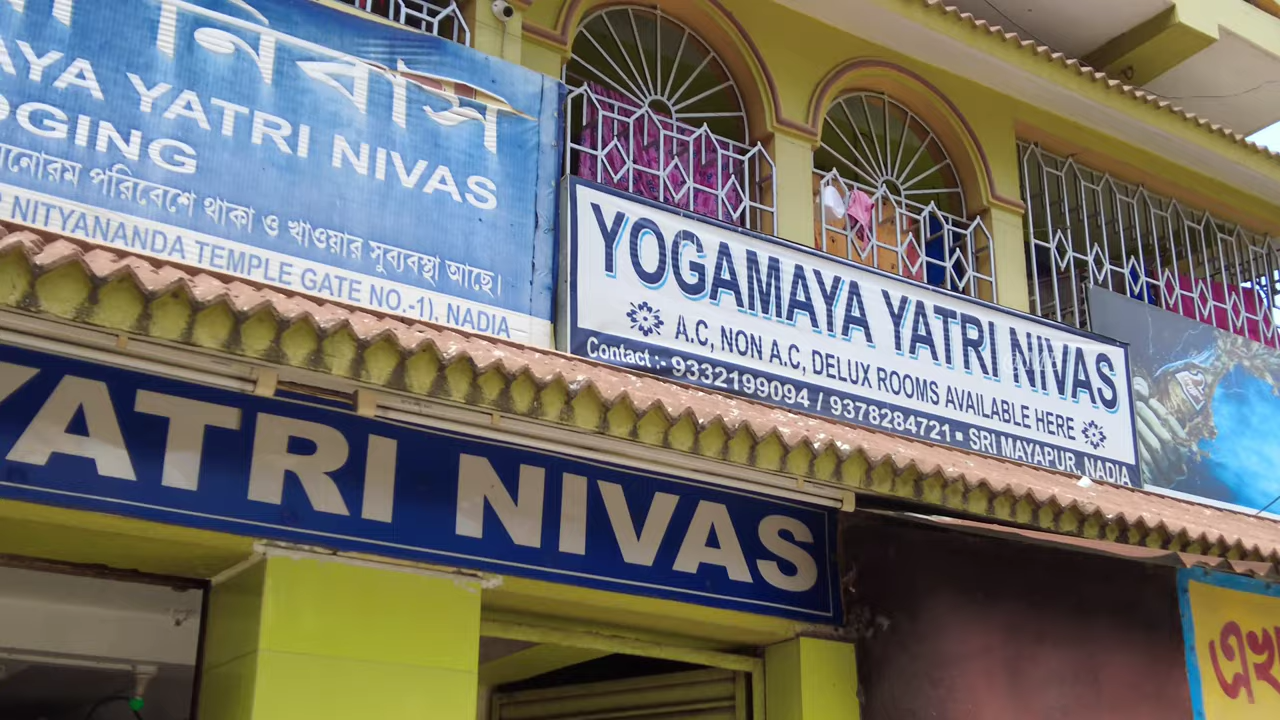 নিবাস
AYA YATRI NIVAS
OGING
নোরম পরিবেশে থাকা ও খাওয়ার সুব্যবস্থা আছে।
NITYANANDA TEMPLE GATE NO.-1), NADIA
YOGAMAYA YATRI NIVAS
A.C, NON A.C, DELUX ROOMS AVAILABLE HERE
Contact :- 9332199094 / 9378284721 ▪ SRI MAYAPUR, NADIA
YATRI NIVAS
এখ